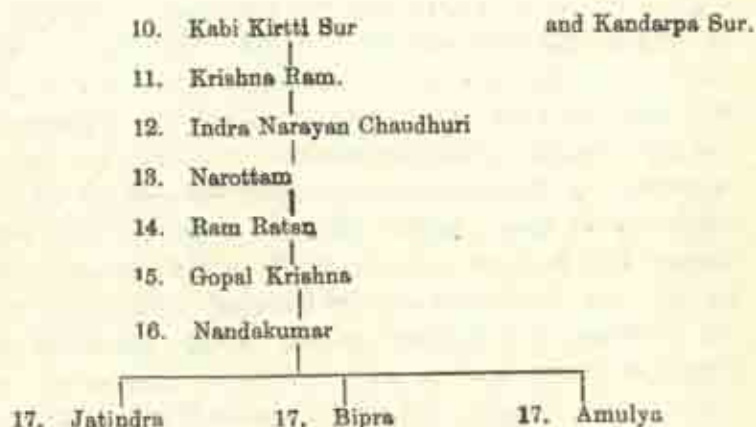 10. Kabi Kirtti Sur and Kandarpa Sur.
11. Krishna Ram.
12. Indra Narayan Chaudhuri
13. Narottam
14. Ram Ratan
15. Gopal Krishna
16. Nandakumar
17. Jatindra 17. Bipra 17. Amulya